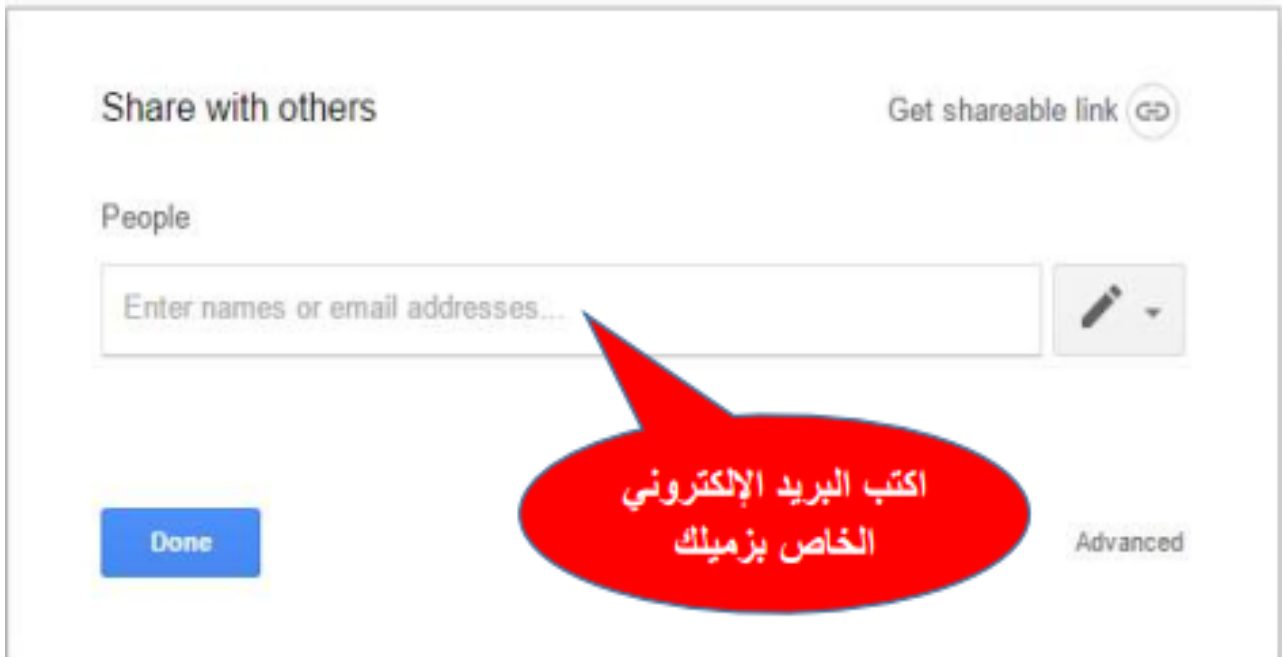 Share with others
Get shareable link
People
Enter names or email addresses...
اكتب البريد الإلكتروني
الخاص بزميلك
Done
Advanced